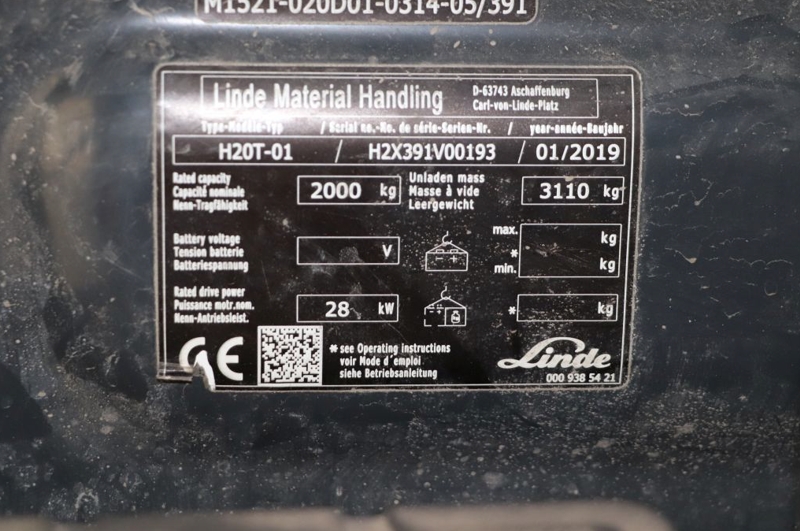 M1521-020D01-0314-05/391
Linde Material Handling
D-63743 Aschaffenburg
Carl-von-Linde-Platz
Type-Modèle-Typ / Serial no.-No. de série-Serien-Nr. / year-année-Baujahr
H20T-01 / H2X391V00193 / 01/2019
Rated capacity
Capacité nominale
Nenn-Tragfähigkeit
2000 kg
Unladen mass
Masse à vide
Leergewicht
3110 kg
Battery voltage
Tension batterie
Batteriespannung
V
max. kg
*
min. kg
Rated drive power
Puissance motr.nom.
Nenn-Antriebsleist.
28 kW
* kg
CE
* see Operating instructions
voir Mode d'emploi
siehe Betriebsanleitung
Linde
000 938 54 21